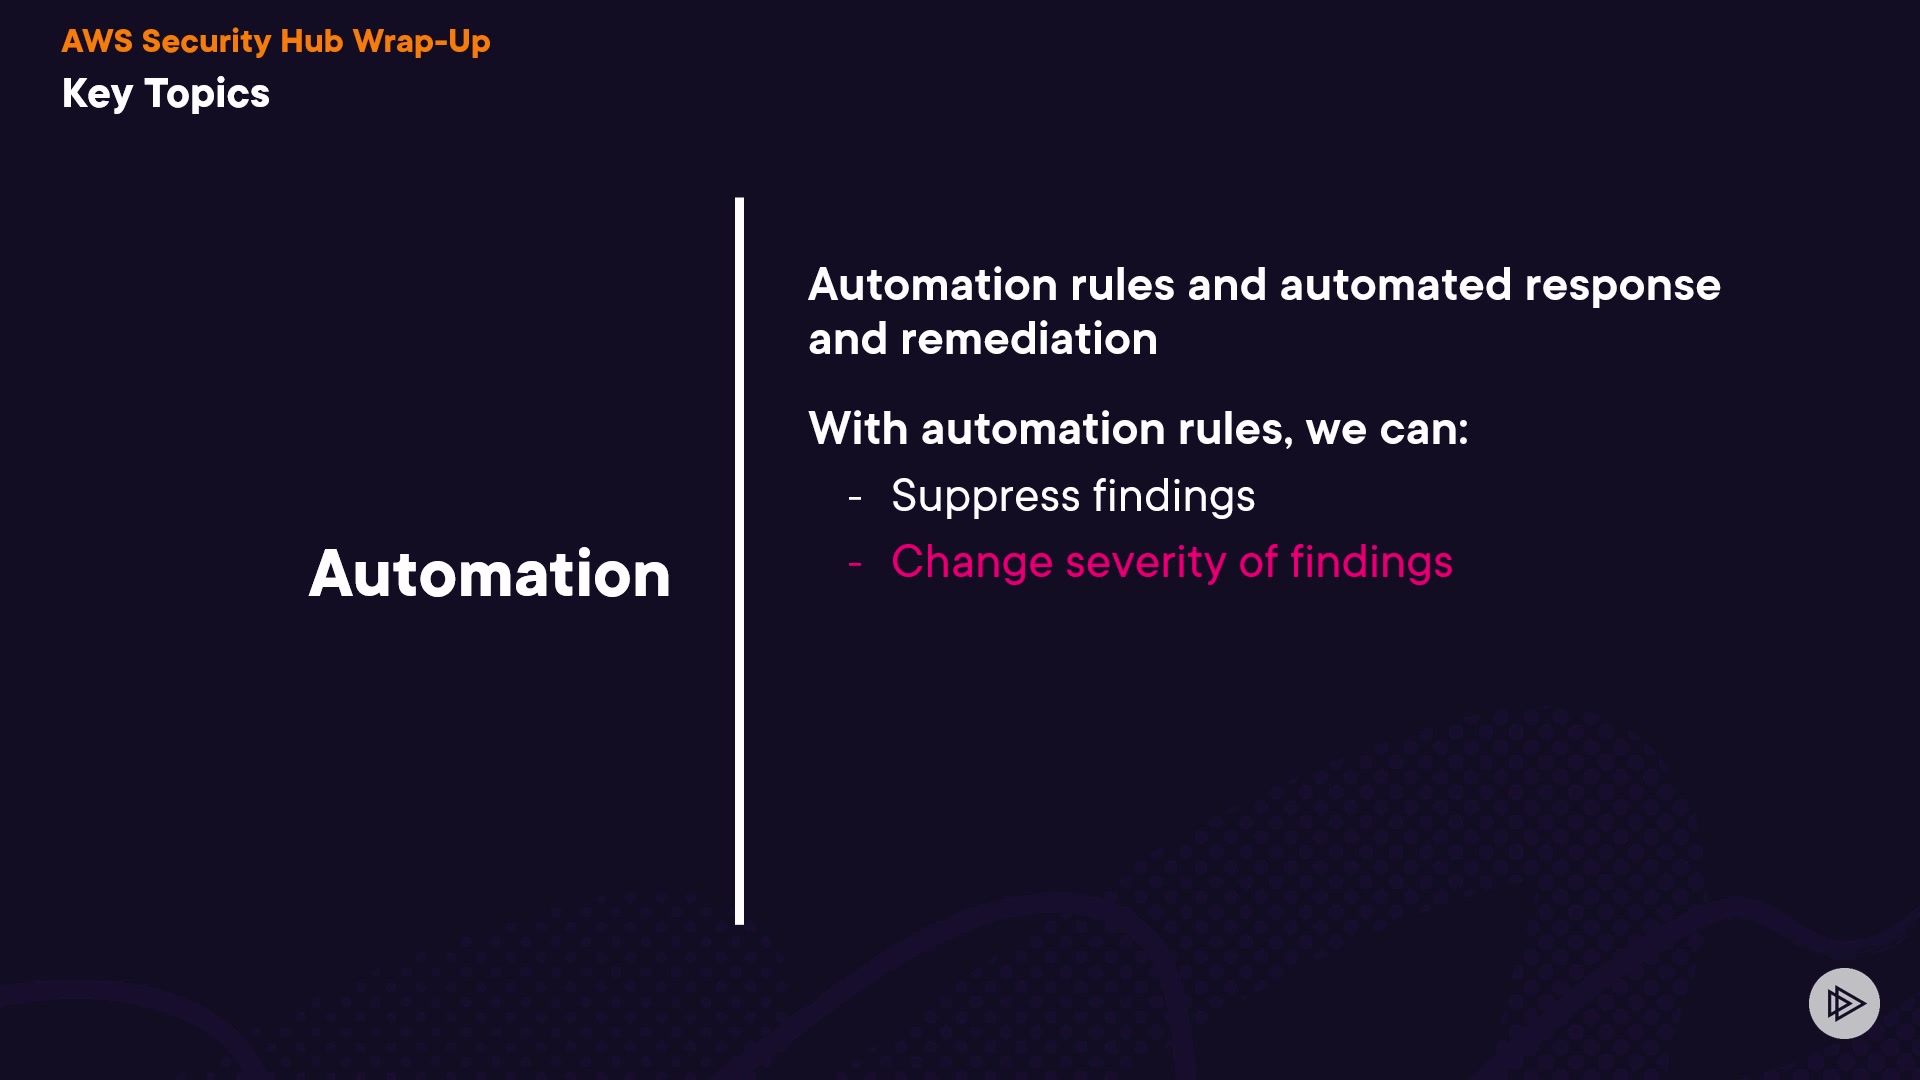 AWS Security Hub Wrap-Up
Key Topics
Automation
Automation rules and automated response
and remediation
With automation rules, we can:
- Suppress findings
- Change severity of findings